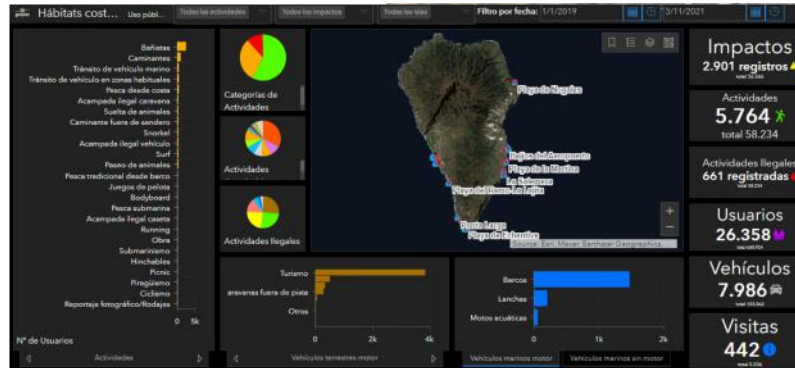 Hábitats cost...
Uso públ...
Todas las actividades
Todos los impactos
Todas las islas
Filtro por fecha:
1/1/2019
3/11/2021
Bañistas
Caminantes
Tránsito de vehículo marino
Tránsito de vehículo en zonas habituales
Pesca desde costa
Acampada ilegal caravana
Suelta de animales
Caminante fuera de sendero
Snorkel
Acampada ilegal vehículo
Surf
Paseo de animales
Pesca tradicional desde barco
Juegos de pelota
Bodyboard
Pesca submarina
Acampada ilegal caseta
Running
Obra
Submarinismo
Hinchables
Picnic
Piragüismo
Ciclismo
Reportaje fotográfico/Rodajes
0 5k
Nº de Usuarios
Actividades
Categorías de
Actividades
Actividades
Actividades Ilegales
Playa de Nogales
Bajios del Aeropuerto
Playa de la Martina
La Salemera
Playa del Hamo-La Lajita
Punta Larga
Playa de Echentive
Source: Esri, Maxar, Earthstar Geographics,
+
−
Turismo
aravanas fuera de pista
Otros
0 2k 4k
Vehículos terrestres motor
Barcos
Lanchas
Motos acuáticas
0 1k 2k
Vehículos marinos motor
Vehículos marinos sin motor
Impactos
2.901 registros
Actividades
5.764
total 58.234
Actividades Ilegales
661 registradas
Usuarios
26.358
Vehículos
7.986
Visitas
442